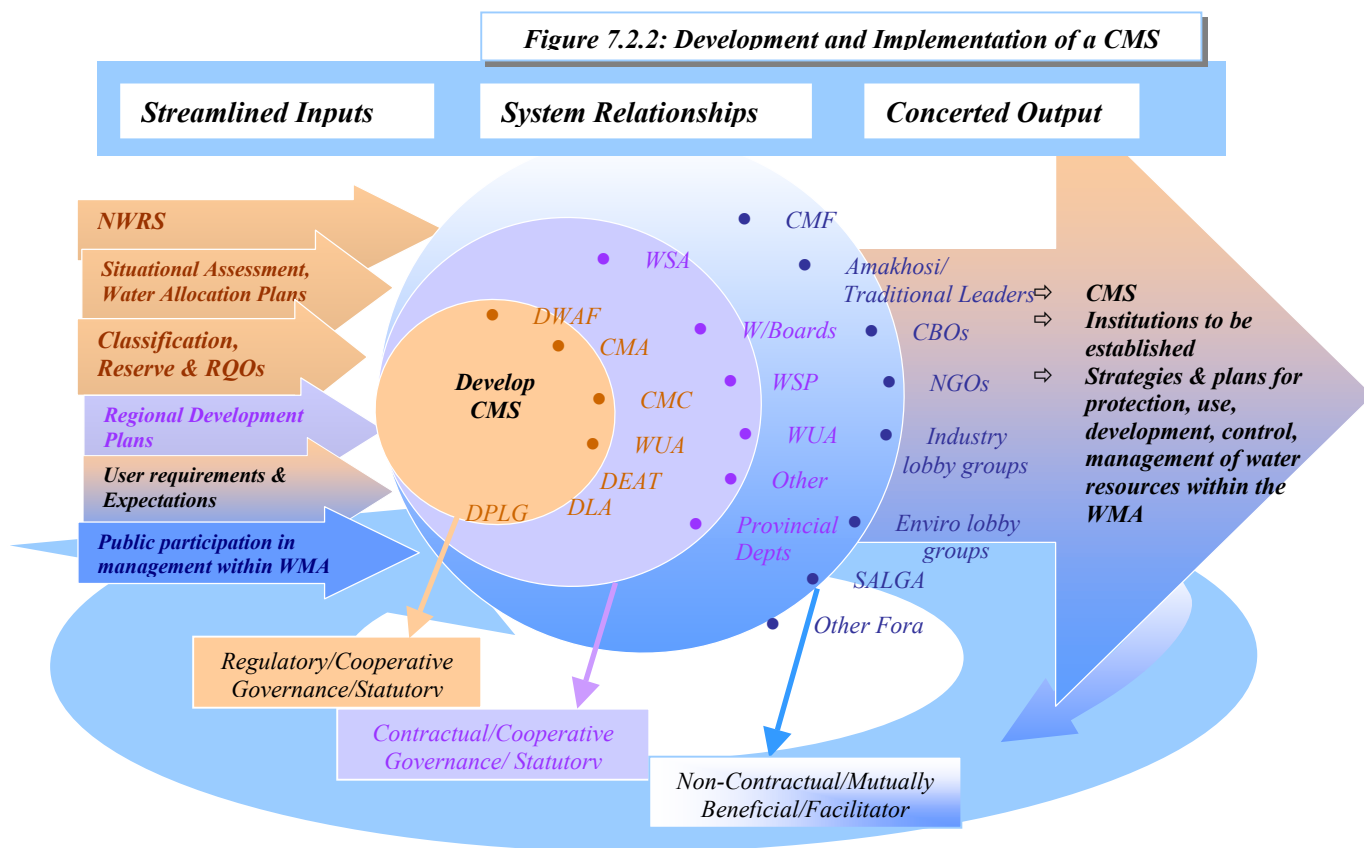 Figure 7.2.2: Development and Implementation of a CMS
Streamlined Inputs
System Relationships
Concerted Output
NWRS
Situational Assessment,
Water Allocation Plans
Classification,
Reserve & RQOs
Regional Development
Plans
User requirements &
Expectations
Public participation in
management within WMA
Develop
CMS
DWAF
CMA
CMC
WUA
DEAT
DLA
DPLG
WSA
W/Boards
WSP
WUA
Other
Provincial
Depts
CMF
Amakhosi/
Traditional Leaders
CBOs
NGOs
Industry
lobby groups
Enviro lobby
groups
SALGA
Other Fora
⇨ CMS
⇨ Institutions to be
established
⇨ Strategies & plans for
protection, use,
development, control,
management of water
resources within the
WMA
Regulatory/Cooperative
Governance/Statutory
Contractual/Cooperative
Governance/ Statutory
Non-Contractual/Mutually
Beneficial/Facilitator